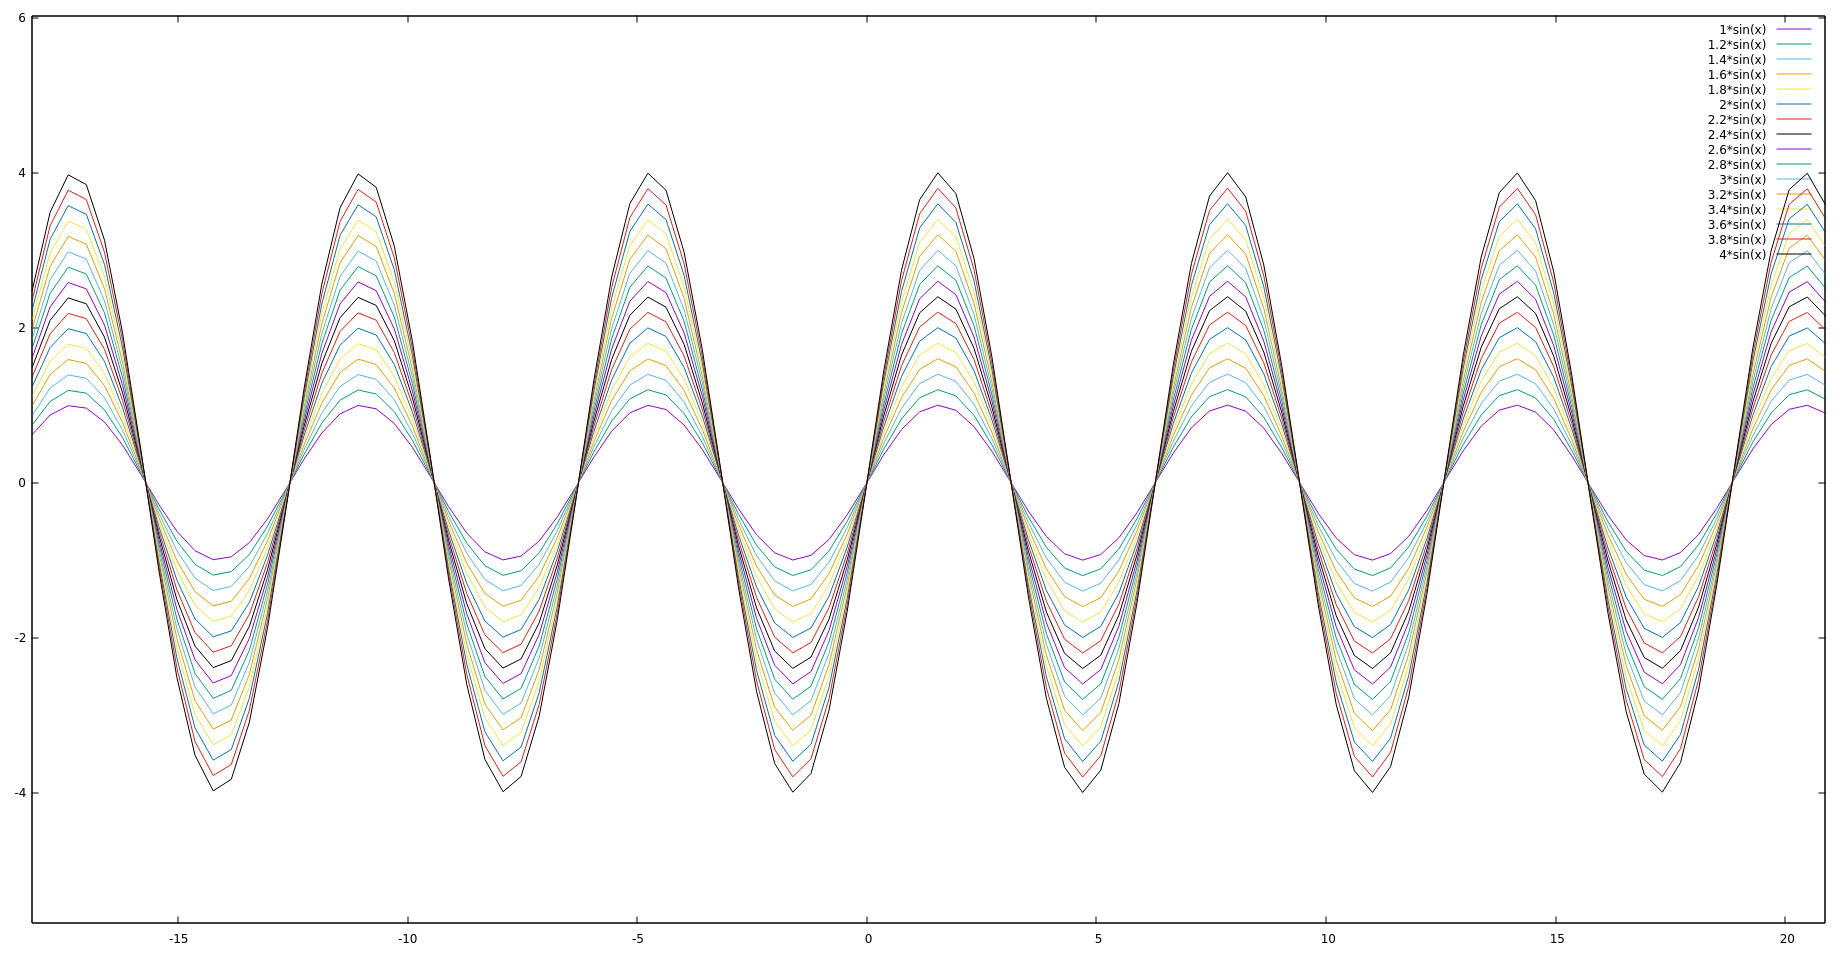 6
4
2
0
-2
-4
-15 -10 -5 0 5 10 15 20
1*sin(x)
1.2*sin(x)
1.4*sin(x)
1.6*sin(x)
1.8*sin(x)
2*sin(x)
2.2*sin(x)
2.4*sin(x)
2.6*sin(x)
2.8*sin(x)
3*sin(x)
3.2*sin(x)
3.4*sin(x)
3.6*sin(x)
3.8*sin(x)
4*sin(x)